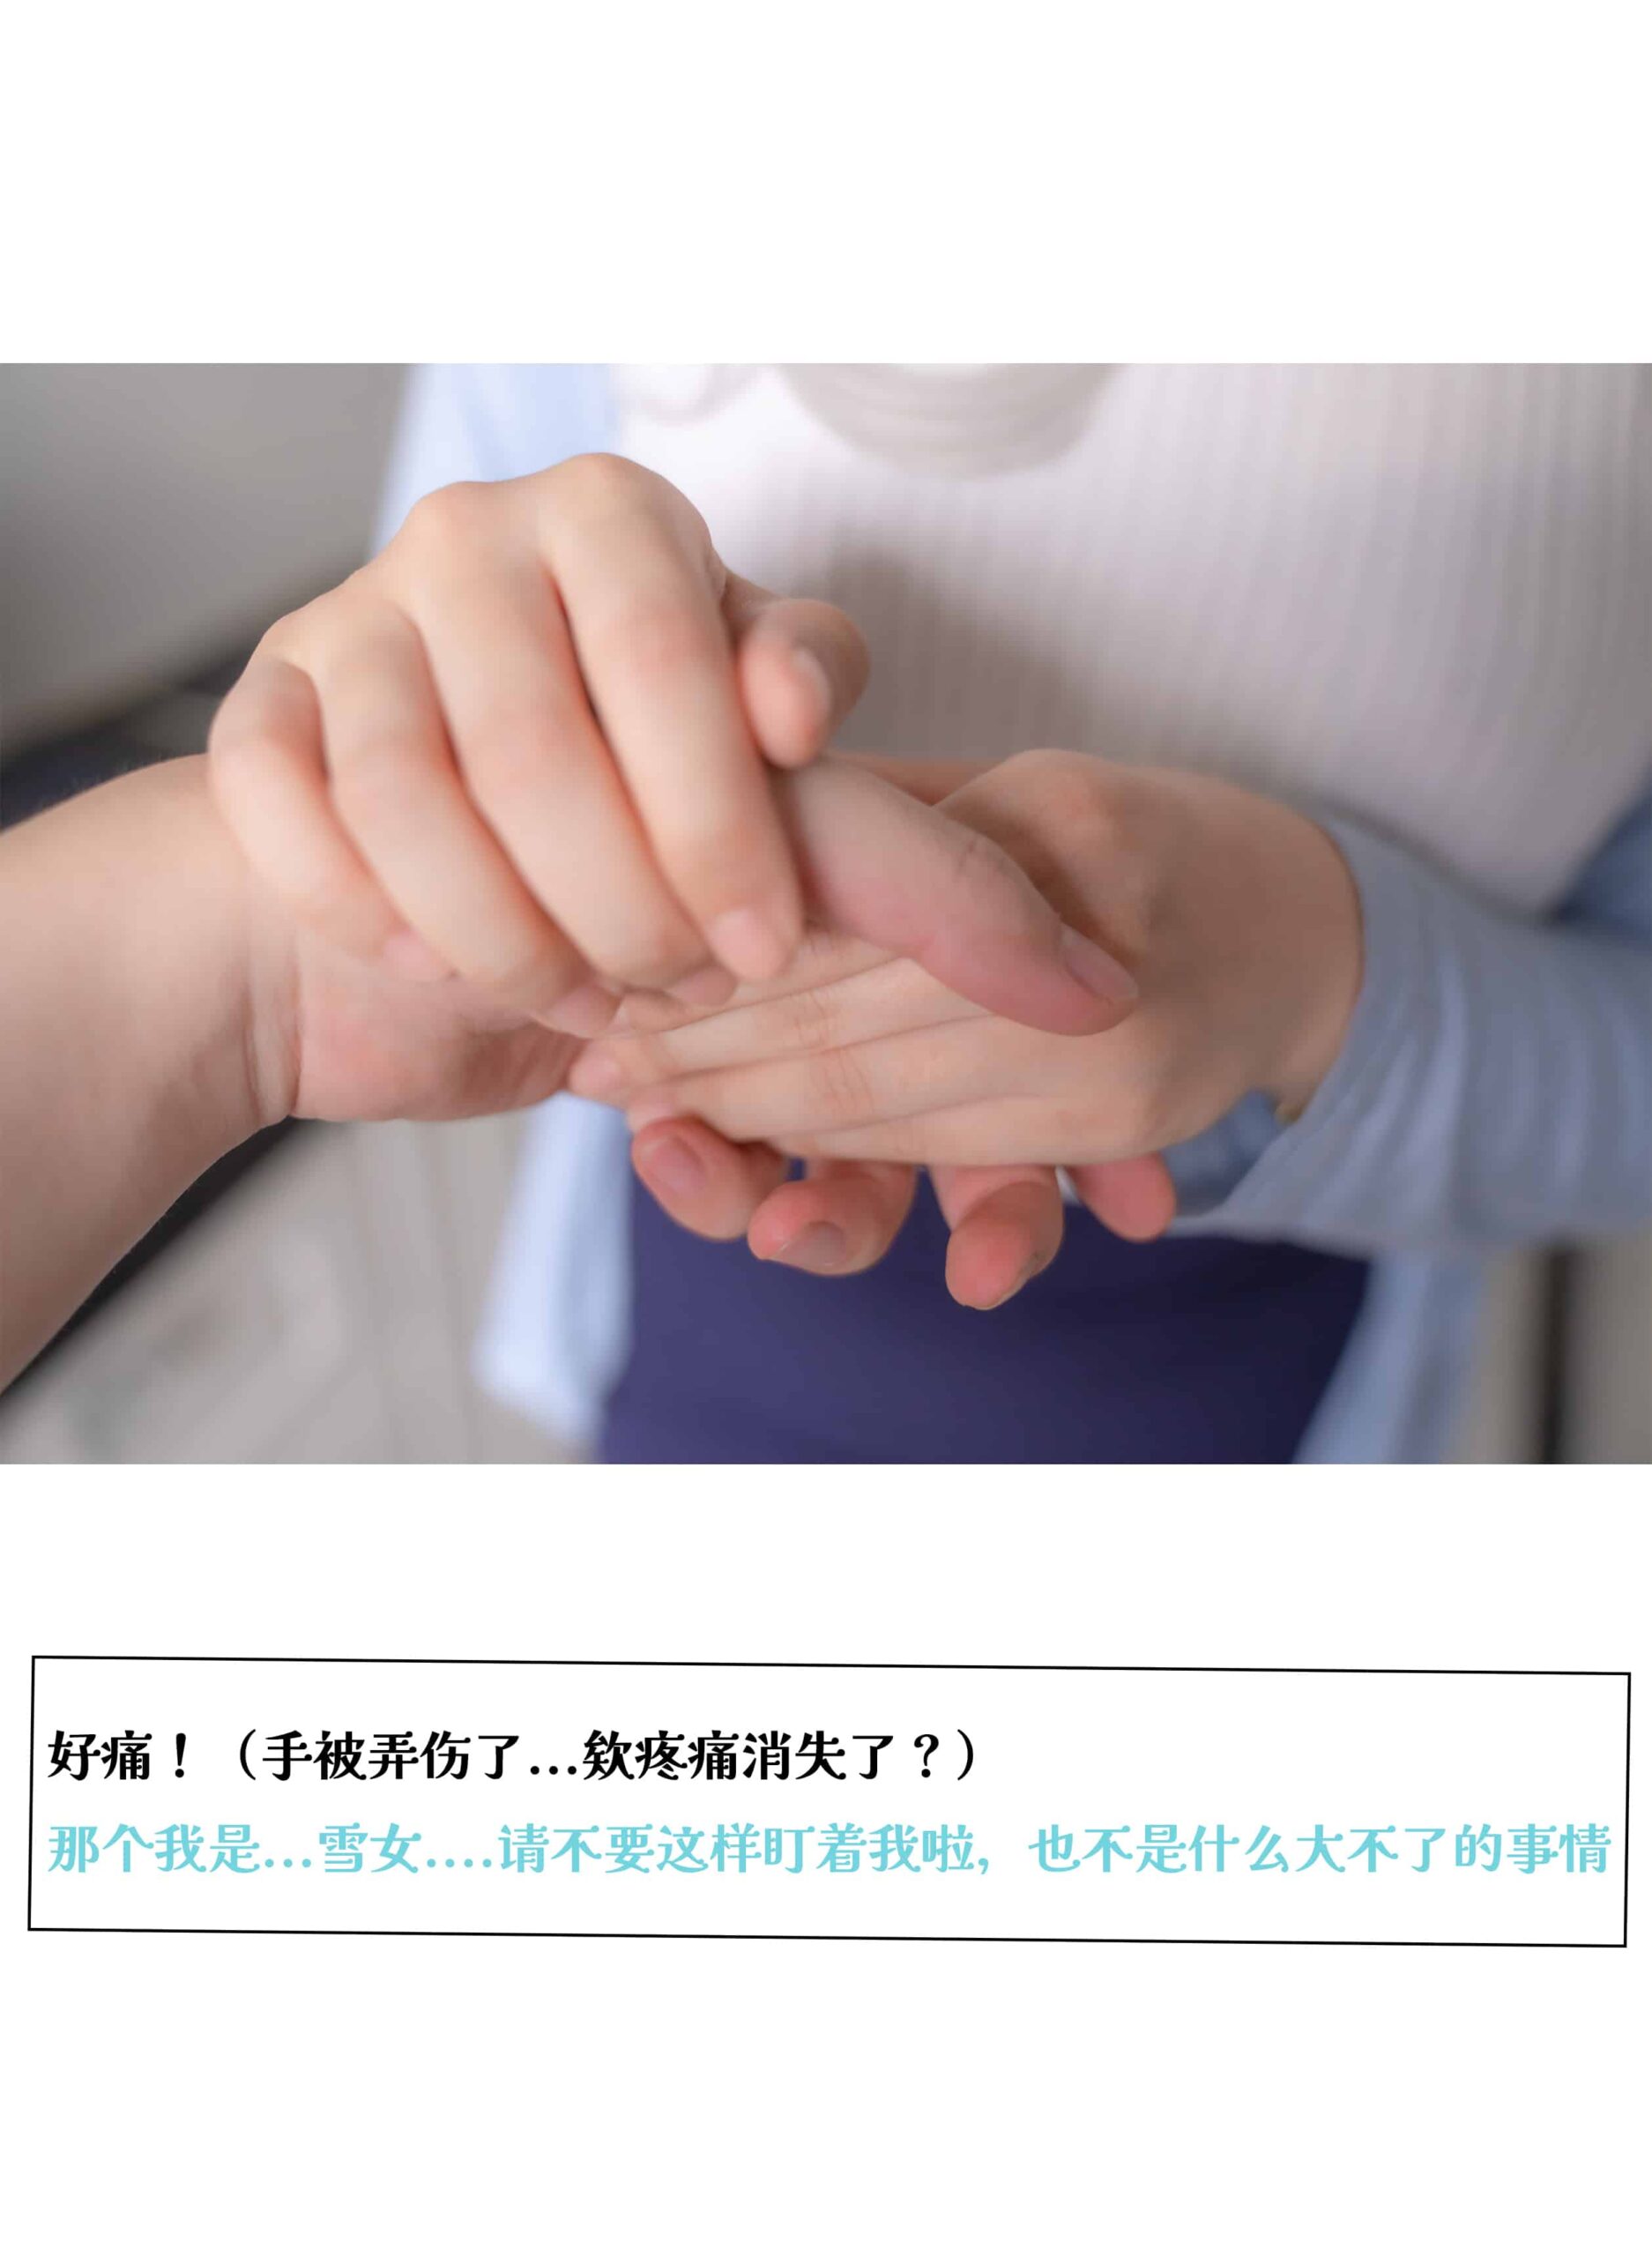 好痛！（手被弄伤了...欸疼痛消失了？）
那个我是...雪女....请不要这样盯着我啦，也不是什么大不了的事情